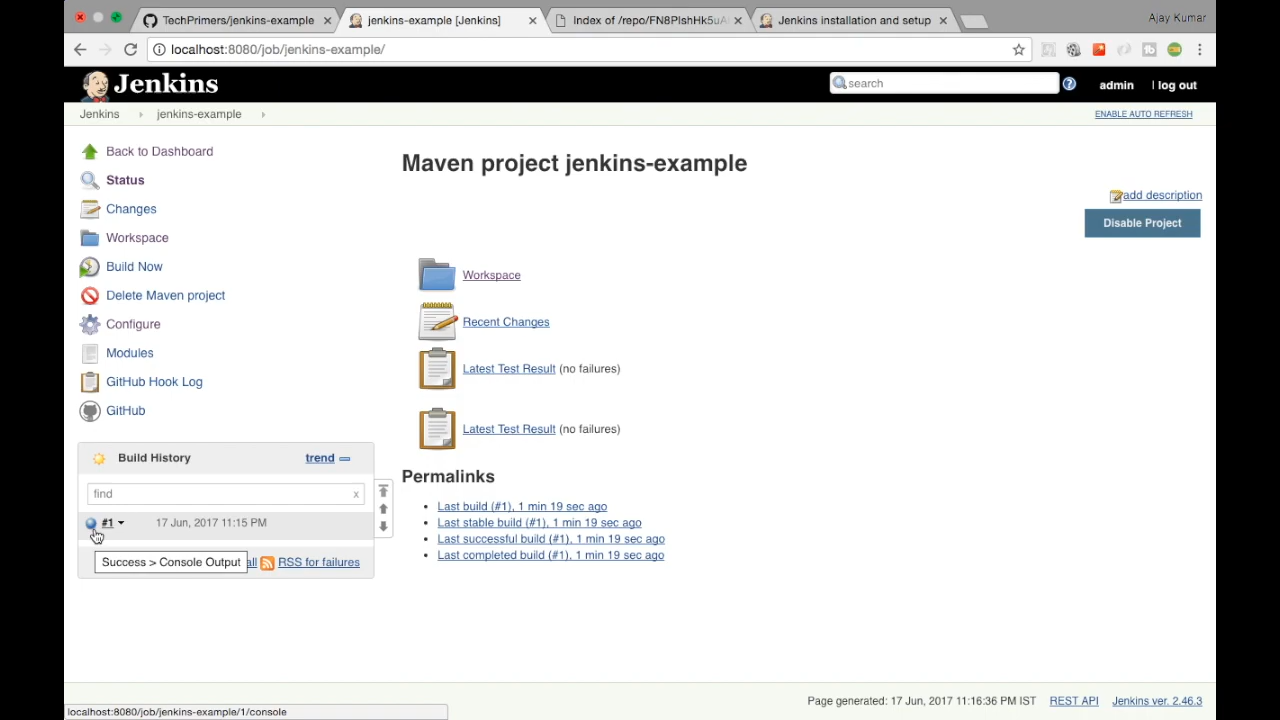 TechPrimers/jenkins-example
jenkins-example [Jenkins]
Index of /repo/FN8PlshHk5uA
Jenkins installation and setup
Ajay Kumar
localhost:8080/job/jenkins-example/
Jenkins
search
admin
| log out
Jenkins
jenkins-example
ENABLE AUTO REFRESH
Back to Dashboard
Status
Changes
Workspace
Build Now
Delete Maven project
Configure
Modules
GitHub Hook Log
GitHub
Build History
trend
find
x
#1
17 Jun, 2017 11:15 PM
Success > Console Output
all
RSS for failures
Maven project jenkins-example
add description
Disable Project
Workspace
Recent Changes
Latest Test Result (no failures)
Latest Test Result (no failures)
Permalinks
• Last build (#1), 1 min 19 sec ago
• Last stable build (#1), 1 min 19 sec ago
• Last successful build (#1), 1 min 19 sec ago
• Last completed build (#1), 1 min 19 sec ago
Page generated: 17 Jun, 2017 11:16:36 PM IST
REST API
Jenkins ver. 2.46.3
localhost:8080/job/jenkins-example/1/console